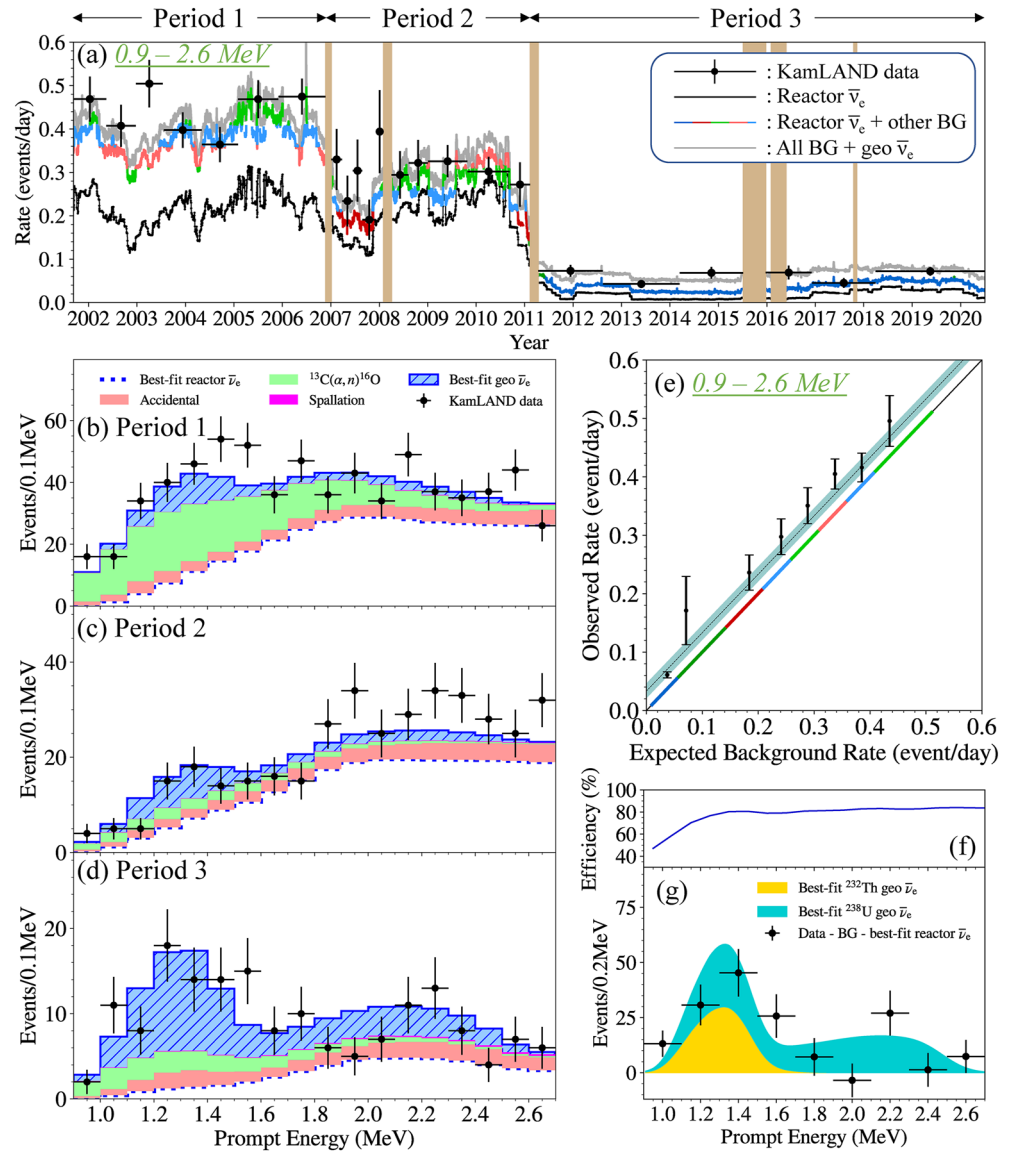 Period 1 Period 2 Period 3
(a) 0.9 – 2.6 MeV
: KamLAND data
: Reactor ν̅ₑ
: Reactor ν̅ₑ + other BG
: All BG + geo ν̅ₑ
Rate (events/day)
0.6
0.5
0.4
0.3
0.2
0.1
0.0
2002 2003 2004 2005 2006 2007 2008 2009 2010 2011 2012 2013 2014 2015 2016 2017 2018 2019 2020
Year
Best-fit reactor ν̅ₑ
Accidental
¹³C(α, n)¹⁶O
Spallation
Best-fit geo ν̅ₑ
KamLAND data
(b) Period 1
Events/0.1MeV
60
40
20
0
(c) Period 2
Events/0.1MeV
40
20
0
(d) Period 3
Events/0.1MeV
20
10
0
1.0 1.2 1.4 1.6 1.8 2.0 2.2 2.4 2.6
Prompt Energy (MeV)
(e) 0.9 – 2.6 MeV
Observed Rate (event/day)
0.6
0.5
0.4
0.3
0.2
0.1
0.0
0.0 0.1 0.2 0.3 0.4 0.5 0.6
Expected Background Rate (event/day)
Efficiency (%)
100
80
60
40
(f)
(g)
Best-fit ²³²Th geo ν̅ₑ
Best-fit ²³⁸U geo ν̅ₑ
Data - BG - best-fit reactor ν̅ₑ
Events/0.2MeV
75
50
25
0
1.0 1.2 1.4 1.6 1.8 2.0 2.2 2.4 2.6
Prompt Energy (MeV)